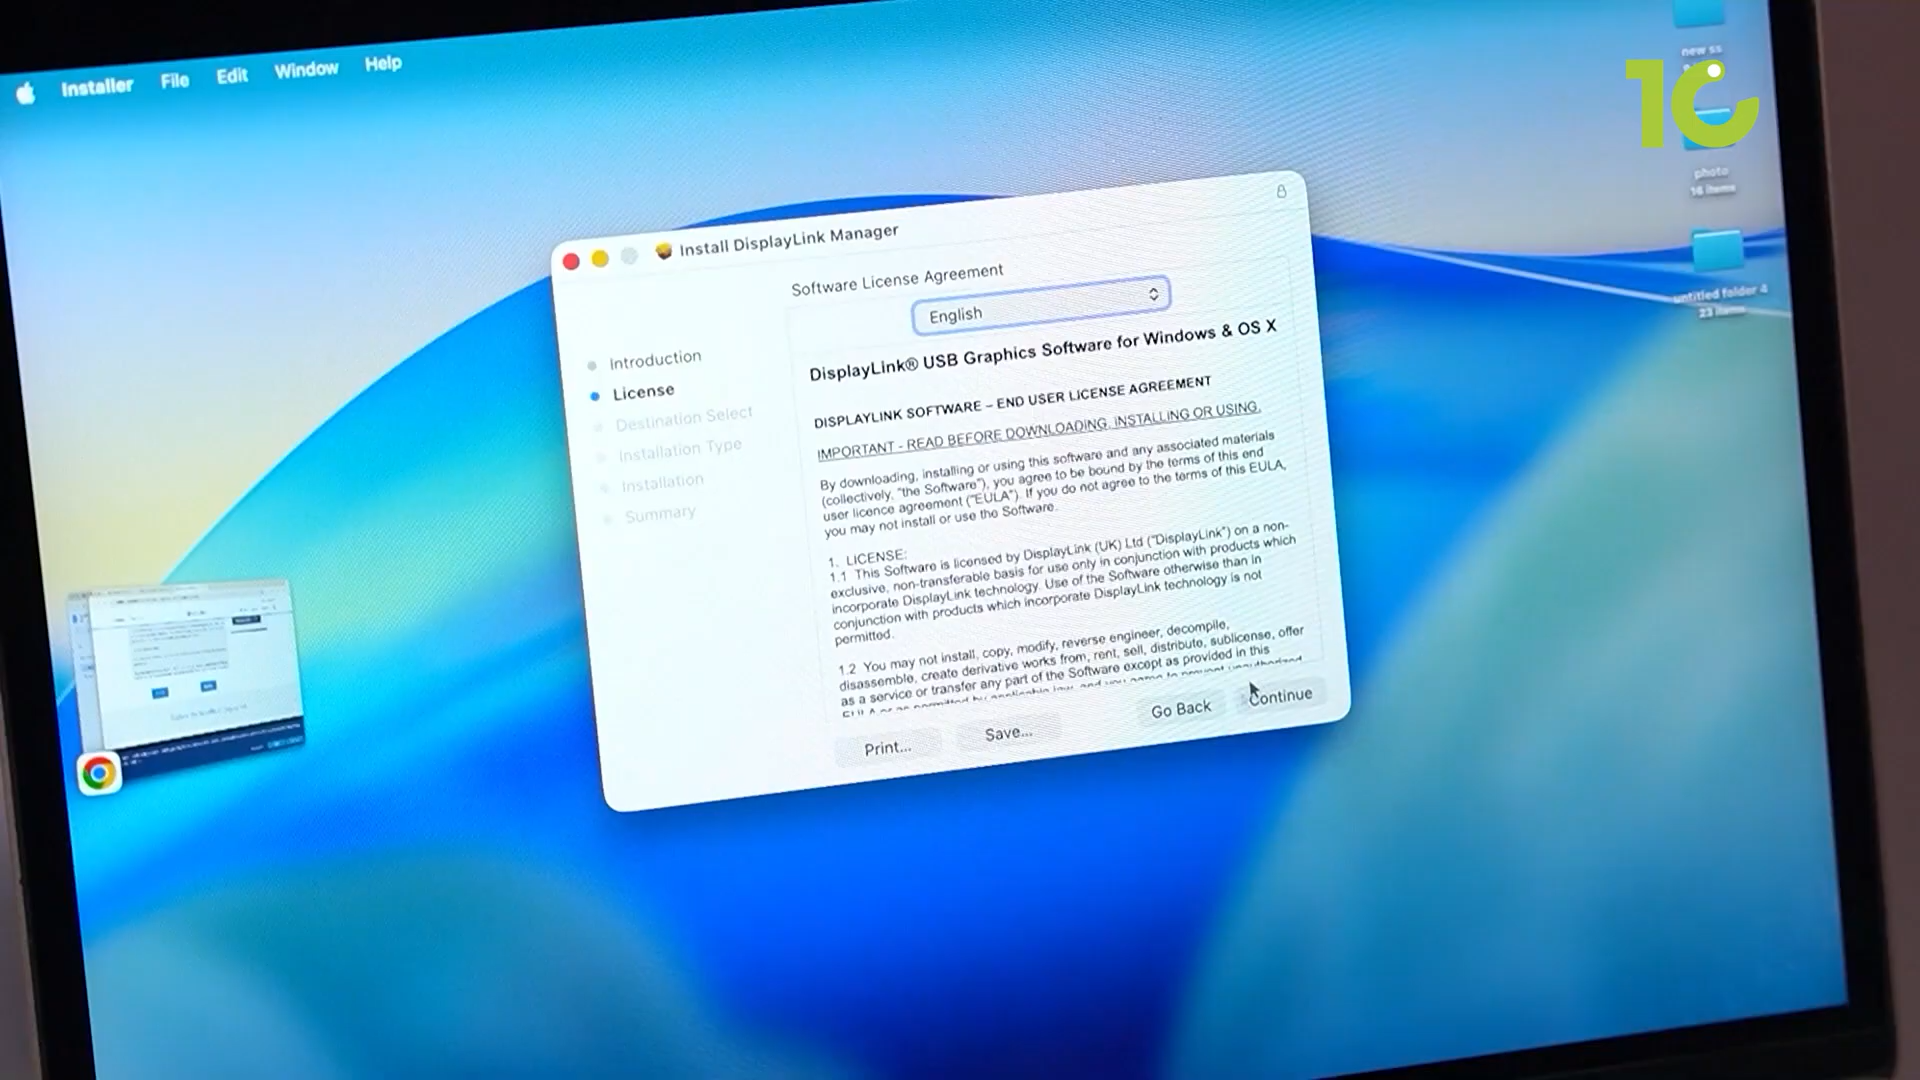 Installer File Edit Window Help
new ss
10
photo
16 items
untitled folder 4
23 items
Install DisplayLink Manager
Software License Agreement
English
Introduction
License
Destination Select
Installation Type
Installation
Summary
DisplayLink® USB Graphics Software for Windows & OS X
DISPLAYLINK SOFTWARE – END USER LICENSE AGREEMENT
IMPORTANT - READ BEFORE DOWNLOADING, INSTALLING OR USING.
By downloading, installing or using this software and any associated materials
(collectively, "the Software"), you agree to be bound by the terms of this end
user licence agreement ("EULA"). If you do not agree to the terms of this EULA,
you may not install or use the Software.
1. LICENSE:
1.1 This Software is licensed by DisplayLink (UK) Ltd ("DisplayLink") on a non-
exclusive, non-transferable basis for use only in conjunction with products which
incorporate DisplayLink technology. Use of the Software otherwise than in
conjunction with products which incorporate DisplayLink technology is not
permitted.
1.2 You may not install, copy, modify, reverse engineer, decompile,
disassemble, create derivative works from, rent, sell, distribute, sublicense, offer
as a service or transfer any part of the Software except as provided in this
Print... Save... Go Back Continue